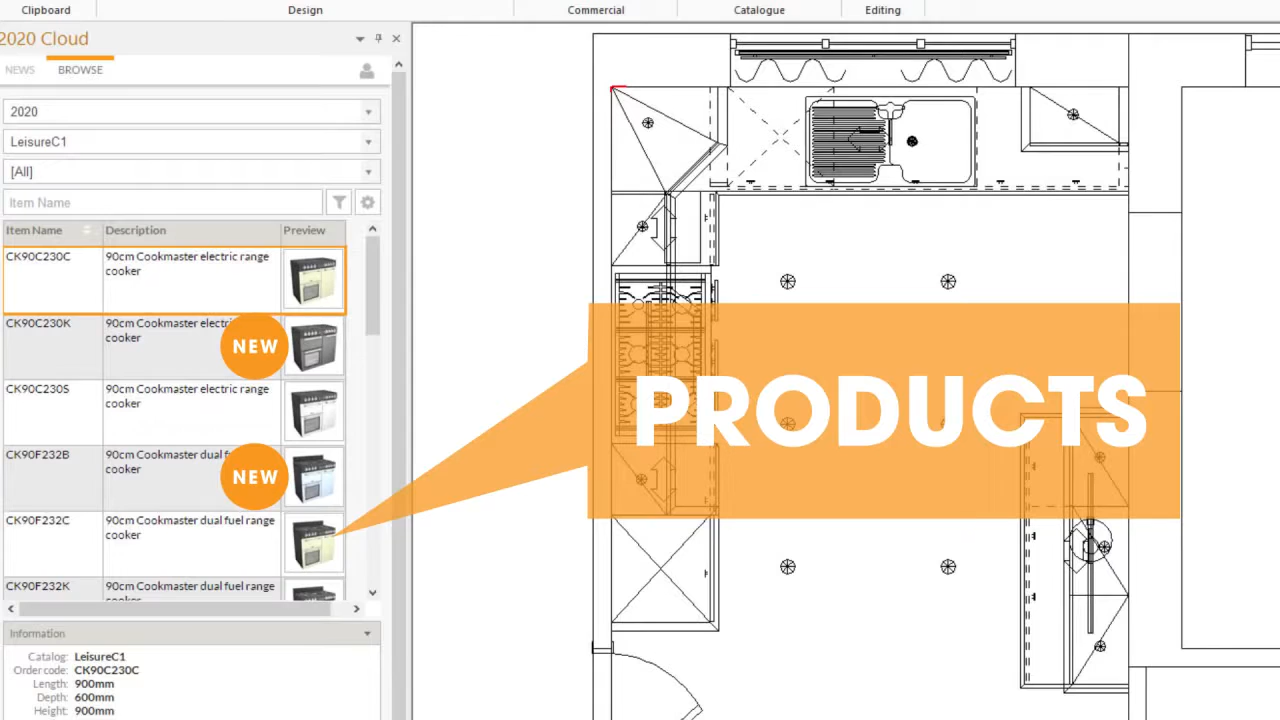 Clipboard
Design
Commercial
Catalogue
Editing
2020 Cloud
NEWS
BROWSE
2020
LeisureC1
[All]
Item Name
Item Name
Description
Preview
CK90C230C
90cm Cookmaster electric range
cooker
CK90C230K
90cm Cookmaster electric
cooker
NEW
CK90C230S
90cm Cookmaster electric range
cooker
CK90F232B
90cm Cookmaster dual fuel
cooker
NEW
CK90F232C
90cm Cookmaster dual fuel range
cooker
CK90F232K
90cm Cookmaster dual fuel range
cooker
PRODUCTS
Information
Catalog: LeisureC1
Order code: CK90C230C
Length: 900mm
Depth: 600mm
Height: 900mm